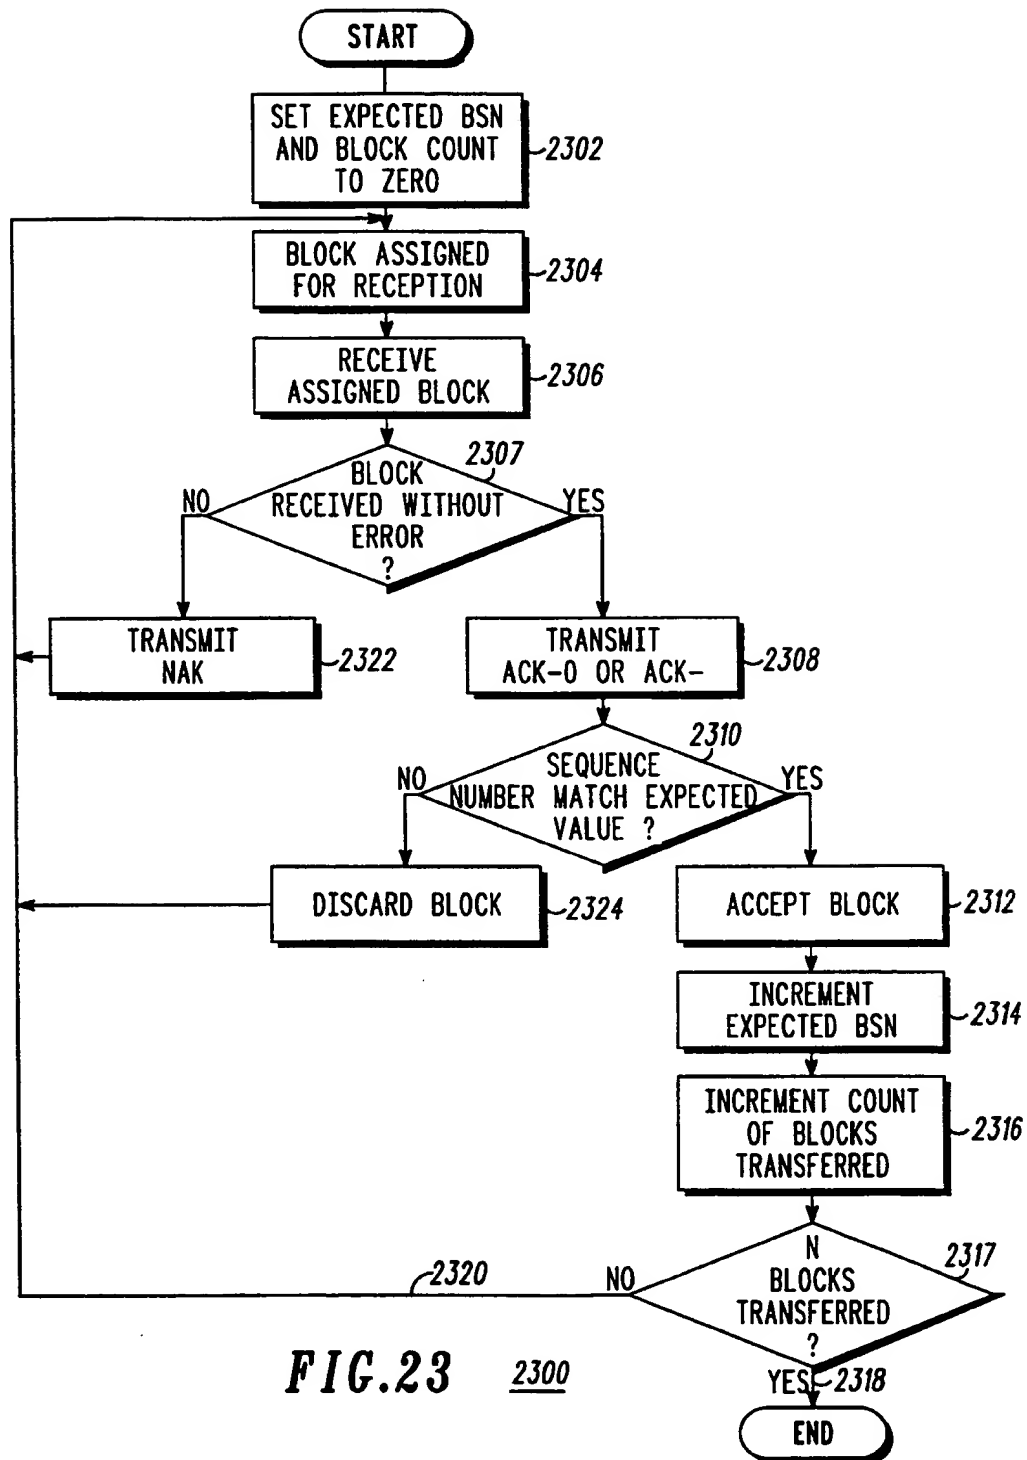 START
SET EXPECTED BSN
AND BLOCK COUNT
TO ZERO
2302
BLOCK ASSIGNED
FOR RECEPTION
2304
RECEIVE
ASSIGNED BLOCK
2306
2307
BLOCK
RECEIVED WITHOUT
ERROR
?
NO
YES
TRANSMIT
NAK
2322
TRANSMIT
ACK-0 OR ACK-
2308
2310
SEQUENCE
NUMBER MATCH EXPECTED
VALUE ?
NO
YES
DISCARD BLOCK
2324
ACCEPT BLOCK
2312
INCREMENT
EXPECTED BSN
2314
INCREMENT COUNT
OF BLOCKS
TRANSFERRED
2316
N
BLOCKS
TRANSFERRED
?
2317
NO
2320
YES
2318
END
FIG.23
2300